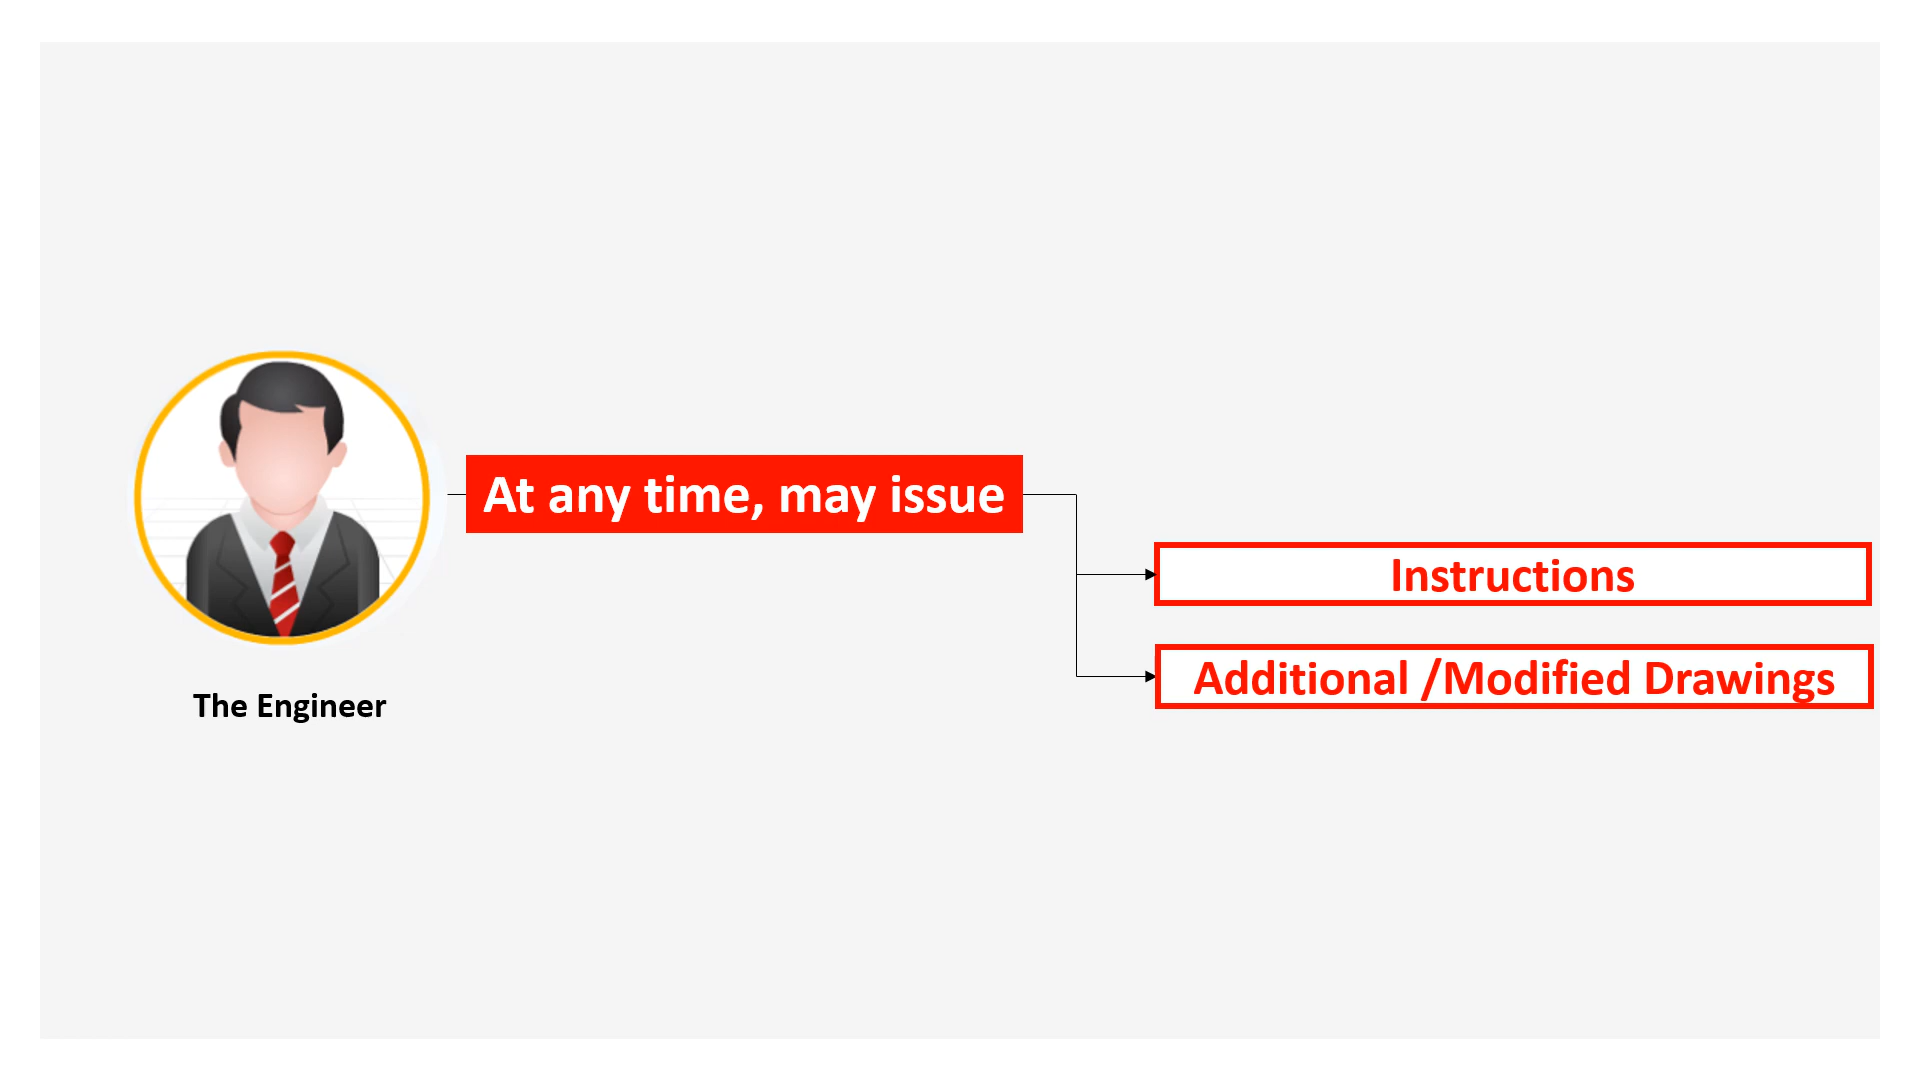 At any time, may issue
Instructions
Additional /Modified Drawings
The Engineer